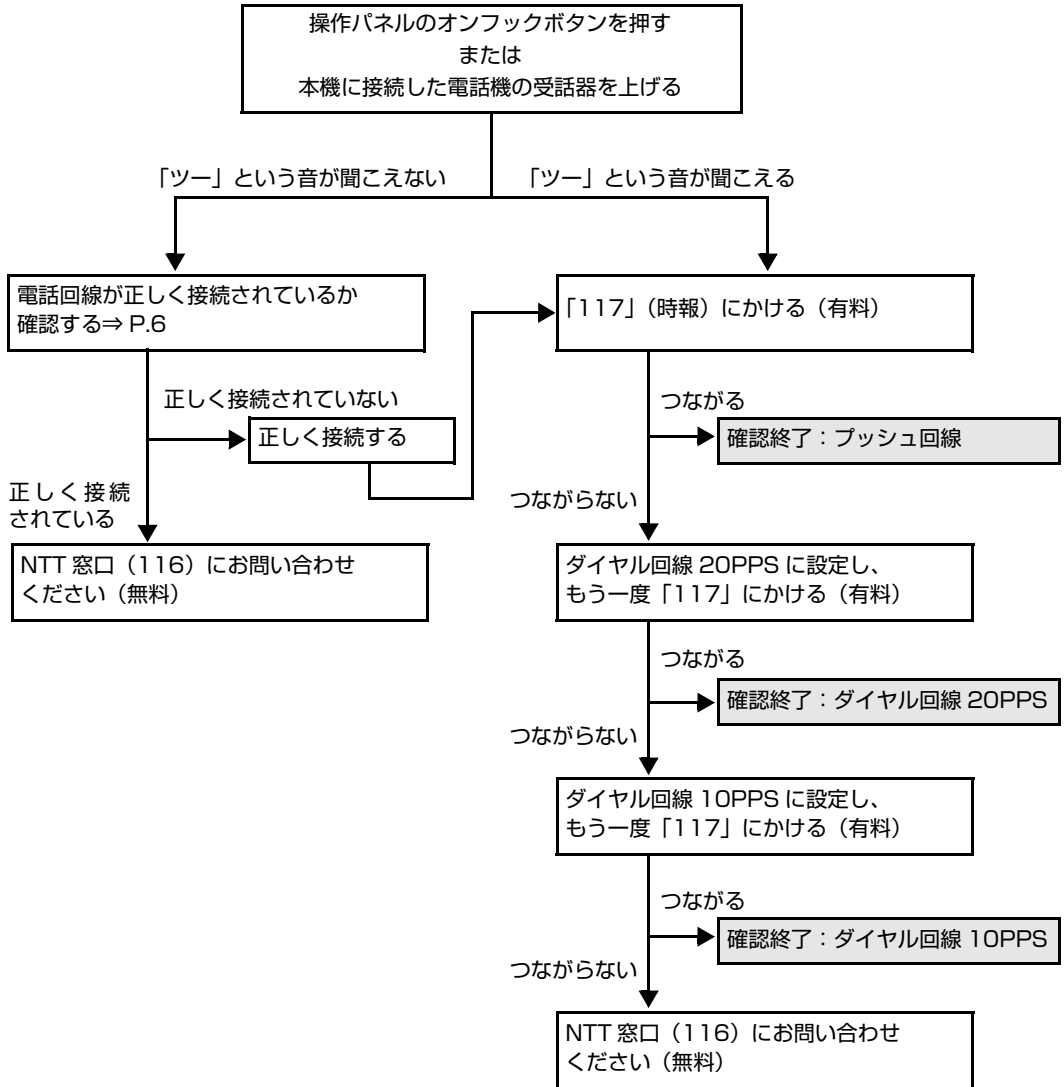 操作パネルのオンフックボタンを押す
または
本機に接続した電話機の受話器を上げる
「ツー」という音が聞こえない
「ツー」という音が聞こえる
電話回線が正しく接続されているか
確認する⇒ P.6
「117」（時報）にかける（有料）
正しく接続されていない
正しく接続する
つながる
確認終了：プッシュ回線
正しく接続
されている
つながらない
NTT 窓口（116）にお問い合わせ
ください（無料）
ダイヤル回線 20PPS に設定し、
もう一度「117」にかける（有料）
つながる
確認終了：ダイヤル回線 20PPS
つながらない
ダイヤル回線 10PPS に設定し、
もう一度「117」にかける（有料）
つながる
確認終了：ダイヤル回線 10PPS
つながらない
NTT 窓口（116）にお問い合わせ
ください（無料）